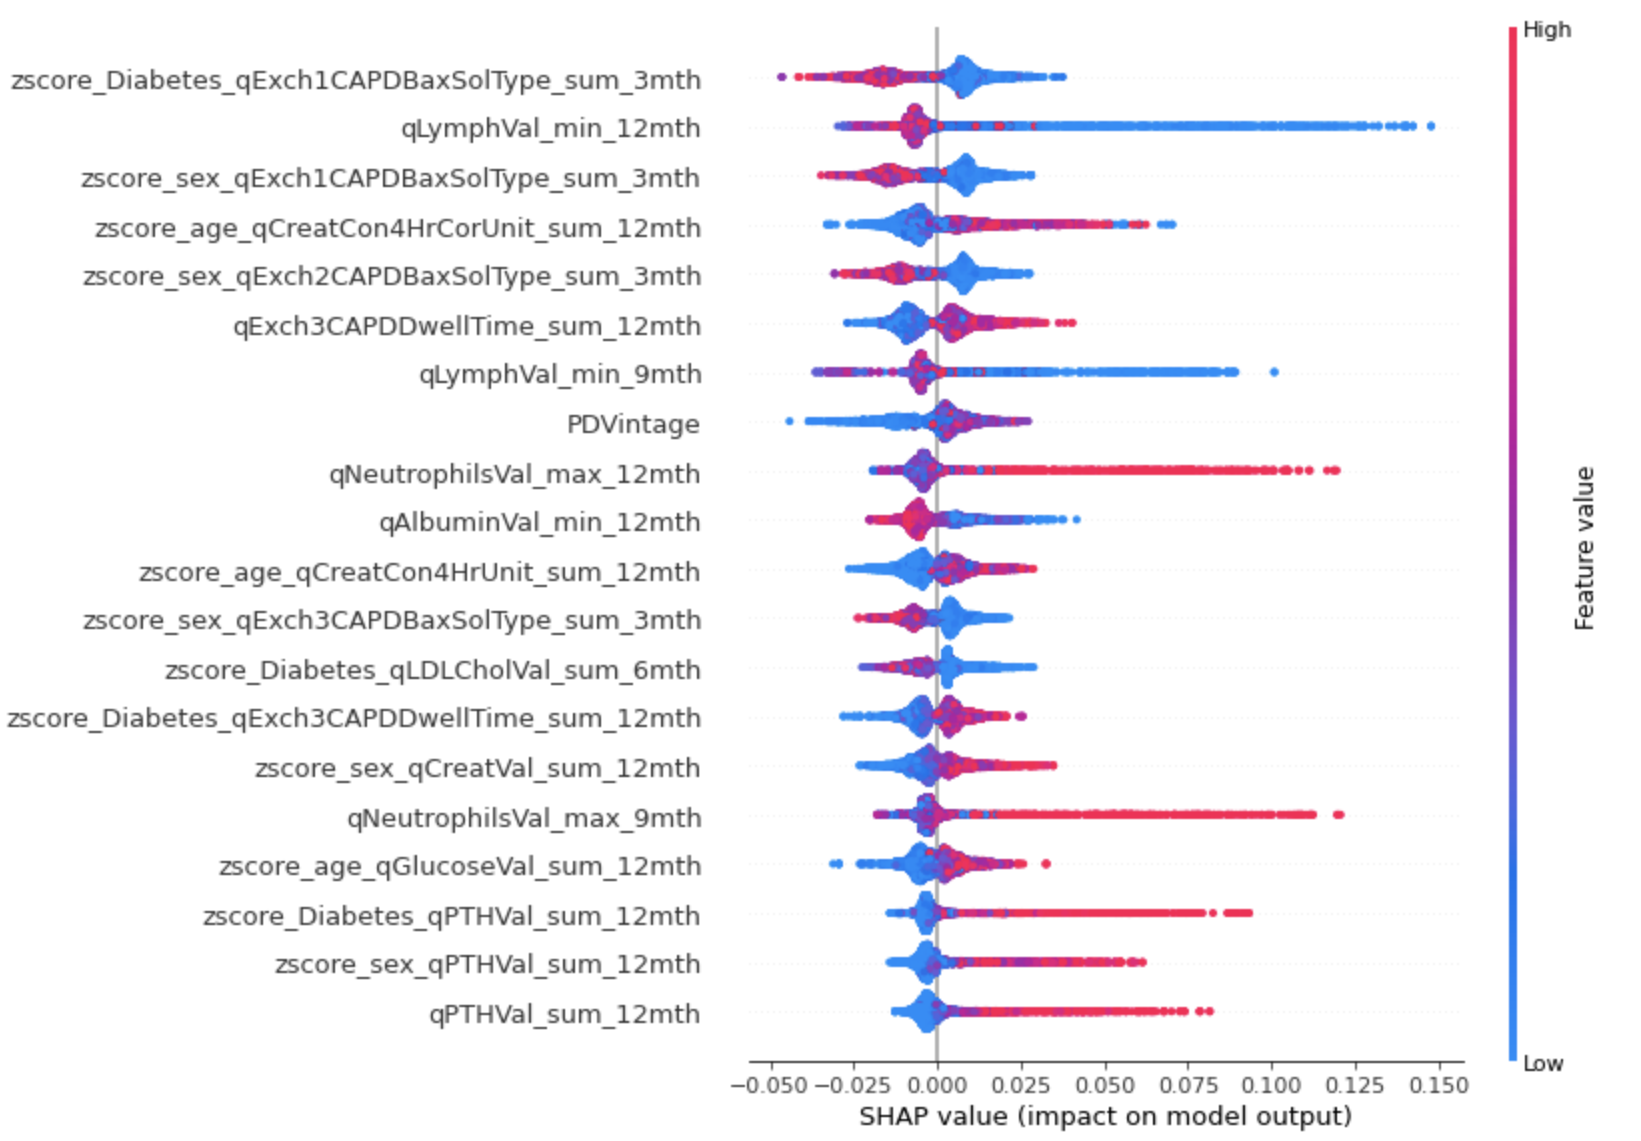 High
zscore_Diabetes_qExch1CAPDBaxSolType_sum_3mth
qLymphVal_min_12mth
zscore_sex_qExch1CAPDBaxSolType_sum_3mth
zscore_age_qCreatCon4HrCorUnit_sum_12mth
zscore_sex_qExch2CAPDBaxSolType_sum_3mth
qExch3CAPDDwellTime_sum_12mth
qLymphVal_min_9mth
PDVintage
qNeutrophilsVal_max_12mth
qAlbuminVal_min_12mth
zscore_age_qCreatCon4HrUnit_sum_12mth
zscore_sex_qExch3CAPDBaxSolType_sum_3mth
zscore_Diabetes_qLDLCholVal_sum_6mth
zscore_Diabetes_qExch3CAPDDwellTime_sum_12mth
zscore_sex_qCreatVal_sum_12mth
qNeutrophilsVal_max_9mth
zscore_age_qGlucoseVal_sum_12mth
zscore_Diabetes_qPTHVal_sum_12mth
zscore_sex_qPTHVal_sum_12mth
qPTHVal_sum_12mth
Feature value
Low
−0.050 −0.025 0.000 0.025 0.050 0.075 0.100 0.125 0.150
SHAP value (impact on model output)